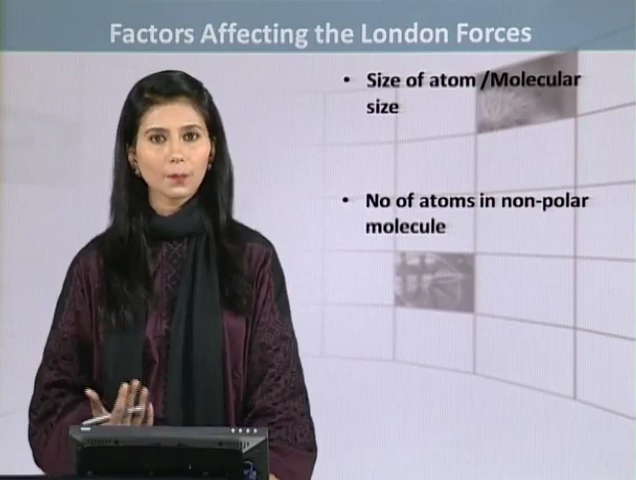 Factors Affecting the London Forces
• Size of atom /Molecular
size
• No of atoms in non-polar
molecule